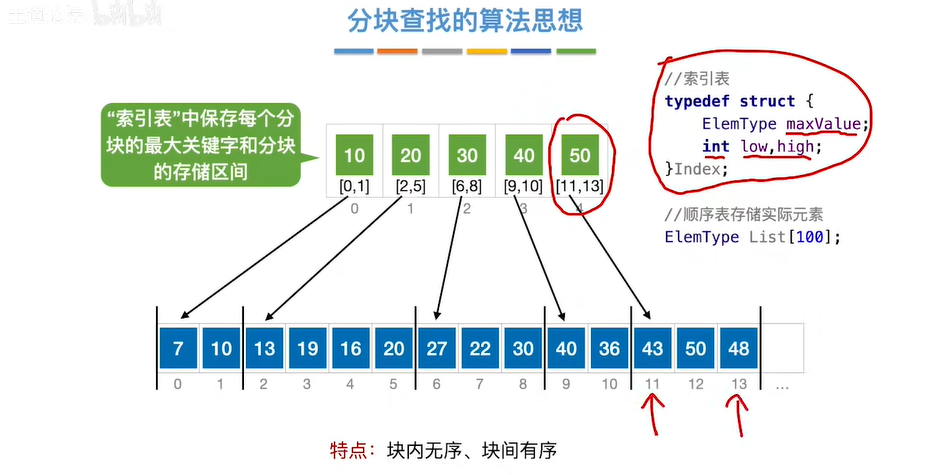 分块查找的算法思想
“索引表”中保存每个分
块的最大关键字和分块
的存储区间
10 20 30 40 50
[0,1] [2,5] [6,8] [9,10] [11,13]
0 1 2 3 4
//索引表
typedef struct {
ElemType maxValue;
int low,high;
}Index;
//顺序表存储实际元素
ElemType List[100];
7 10 13 19 16 20 27 22 30 40 36 43 50 48
0 1 2 3 4 5 6 7 8 9 10 11 12 13 ...
特点：块内无序、块间有序